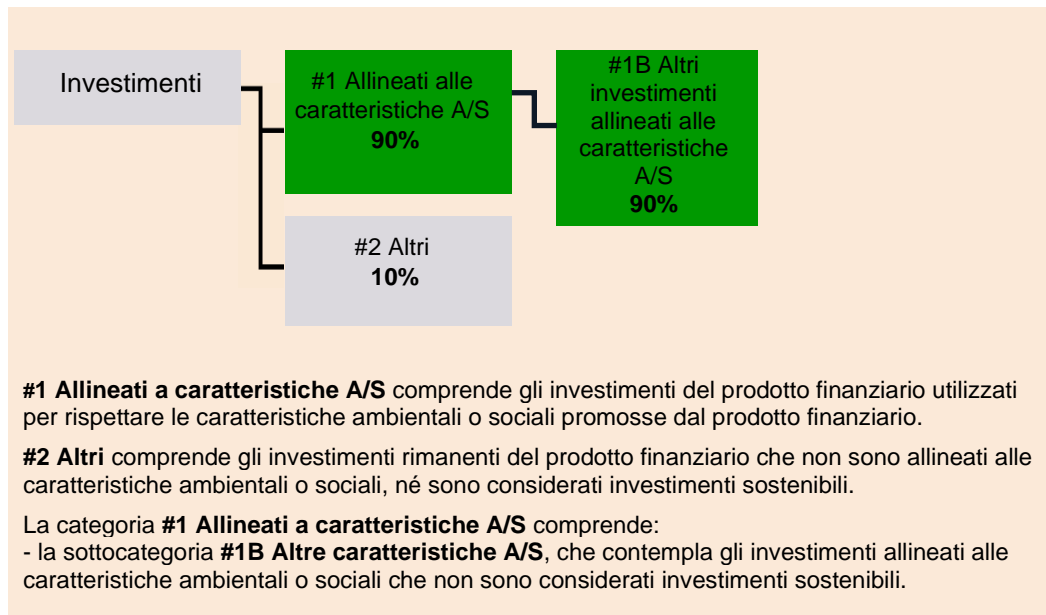 Investimenti
#1 Allineati alle
caratteristiche A/S
90%
#1B Altri
investimenti
allineati alle
caratteristiche
A/S
90%
#2 Altri
10%
#1 Allineati a caratteristiche A/S comprende gli investimenti del prodotto finanziario utilizzati
per rispettare le caratteristiche ambientali o sociali promosse dal prodotto finanziario.
#2 Altri comprende gli investimenti rimanenti del prodotto finanziario che non sono allineati alle
caratteristiche ambientali o sociali, né sono considerati investimenti sostenibili.
La categoria #1 Allineati a caratteristiche A/S comprende:
- la sottocategoria #1B Altre caratteristiche A/S, che contempla gli investimenti allineati alle
caratteristiche ambientali o sociali che non sono considerati investimenti sostenibili.